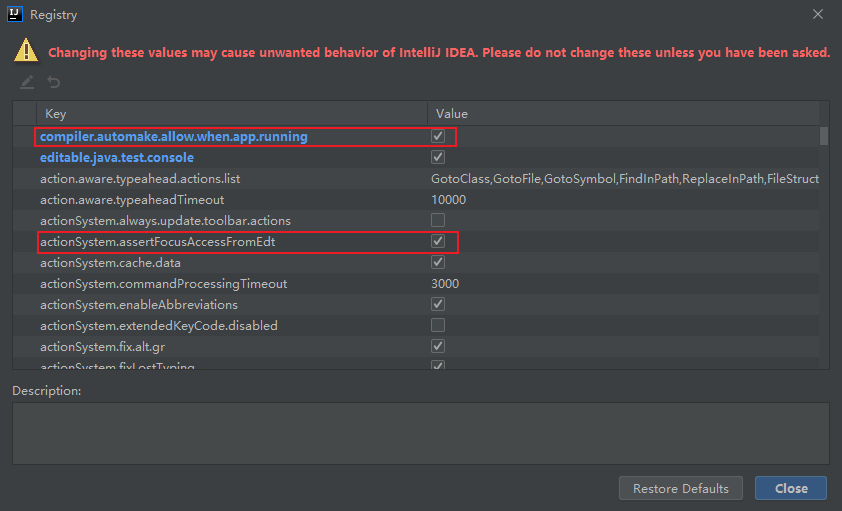 IJ Registry
Changing these values may cause unwanted behavior of IntelliJ IDEA. Please do not change these unless you have been asked.
Key Value
compiler.automake.allow.when.app.running
editable.java.test.console
action.aware.typeahead.actions.list GotoClass,GotoFile,GotoSymbol,FindInPath,ReplaceInPath,FileStruct
action.aware.typeaheadTimeout 10000
actionSystem.always.update.toolbar.actions
actionSystem.assertFocusAccessFromEdt
actionSystem.cache.data
actionSystem.commandProcessingTimeout 3000
actionSystem.enableAbbreviations
actionSystem.extendedKeyCode.disabled
actionSystem.fix.alt.gr
actionSystem.fixLostTyping
Description:
Restore Defaults Close